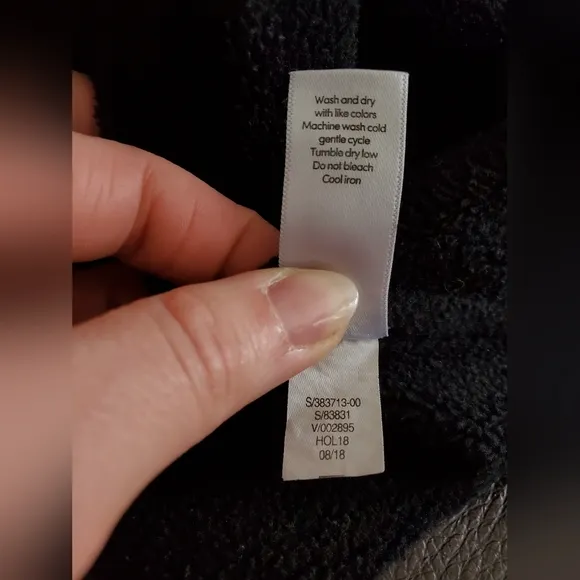 Wash and dry
with like colors
Machine wash cold
gentle cycle
Tumble dry low
Do not bleach
Cool iron
S/383713-00
S/83831
V/002895
HOL18
08/18